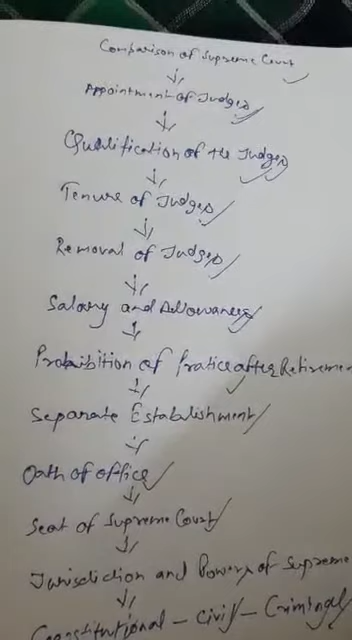 Comparison of Supreme Court
Appointment of Judges
Qualification of the Judges
Tenure of Judges
Removal of Judges
Salary and Allowances
Prohibition of Pratice after Retiremen
Separate Establishment
Oath of office
Seat of Supreme Court
Jurisdiction and Powers of Supreme
Constitutional - Civil - Criminal